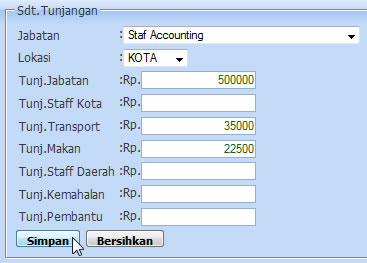 Sdt.Tunjangan
Jabatan :Staf Accounting
Lokasi :KOTA
Tunj.Jabatan :Rp. 500000
Tunj.Staff Kota :Rp.
Tunj.Transport :Rp. 35000
Tunj.Makan :Rp. 22500
Tunj.Staff Daerah :Rp.
Tunj.Kemahalan :Rp.
Tunj.Pembantu :Rp.
Simpan Bersihkan